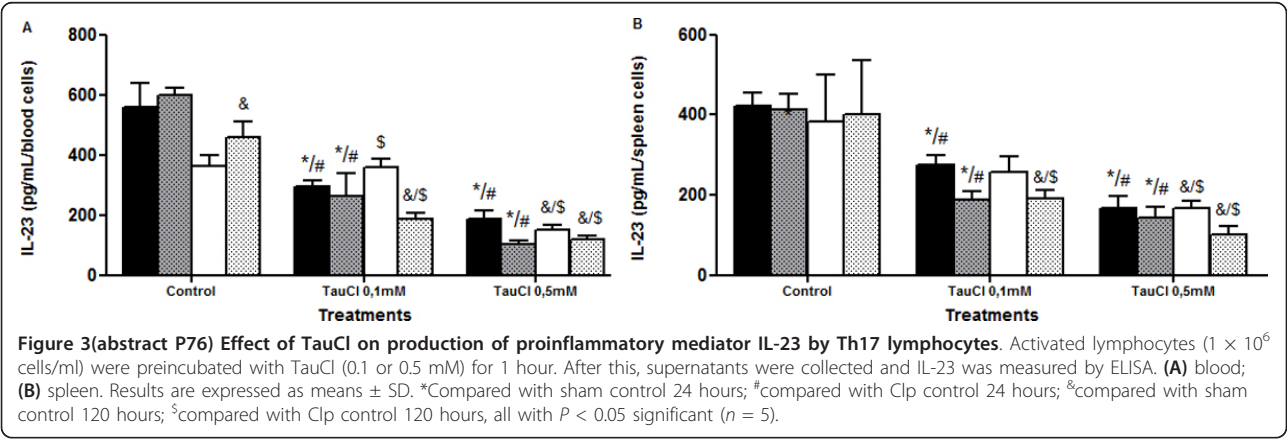 A
800
600
400
200
0
IL-23 (pg/mL/blood cells)
&
*/#
*/#
$
&/$
*/#
*/#
&/$
&/$
Control
TauCl 0,1mM
TauCl 0,5mM
Treatments
B
600
400
200
0
IL-23 (pg/mL/spleen cells)
*
*/#
*/#
&/$
*/#
*/#
&/$
&/$
Control
TauCl 0,1mM
TauCl 0,5mM
Treatments
Figure 3(abstract P76) Effect of TauCl on production of proinflammatory mediator IL-23 by Th17 lymphocytes. Activated lymphocytes (1 × 10⁶
cells/ml) were preincubated with TauCl (0.1 or 0.5 mM) for 1 hour. After this, supernatants were collected and IL-23 was measured by ELISA. (A) blood;
(B) spleen. Results are expressed as means ± SD. *Compared with sham control 24 hours; #compared with Clp control 24 hours; &compared with sham
control 120 hours; $compared with Clp control 120 hours, all with P < 0.05 significant (n = 5).